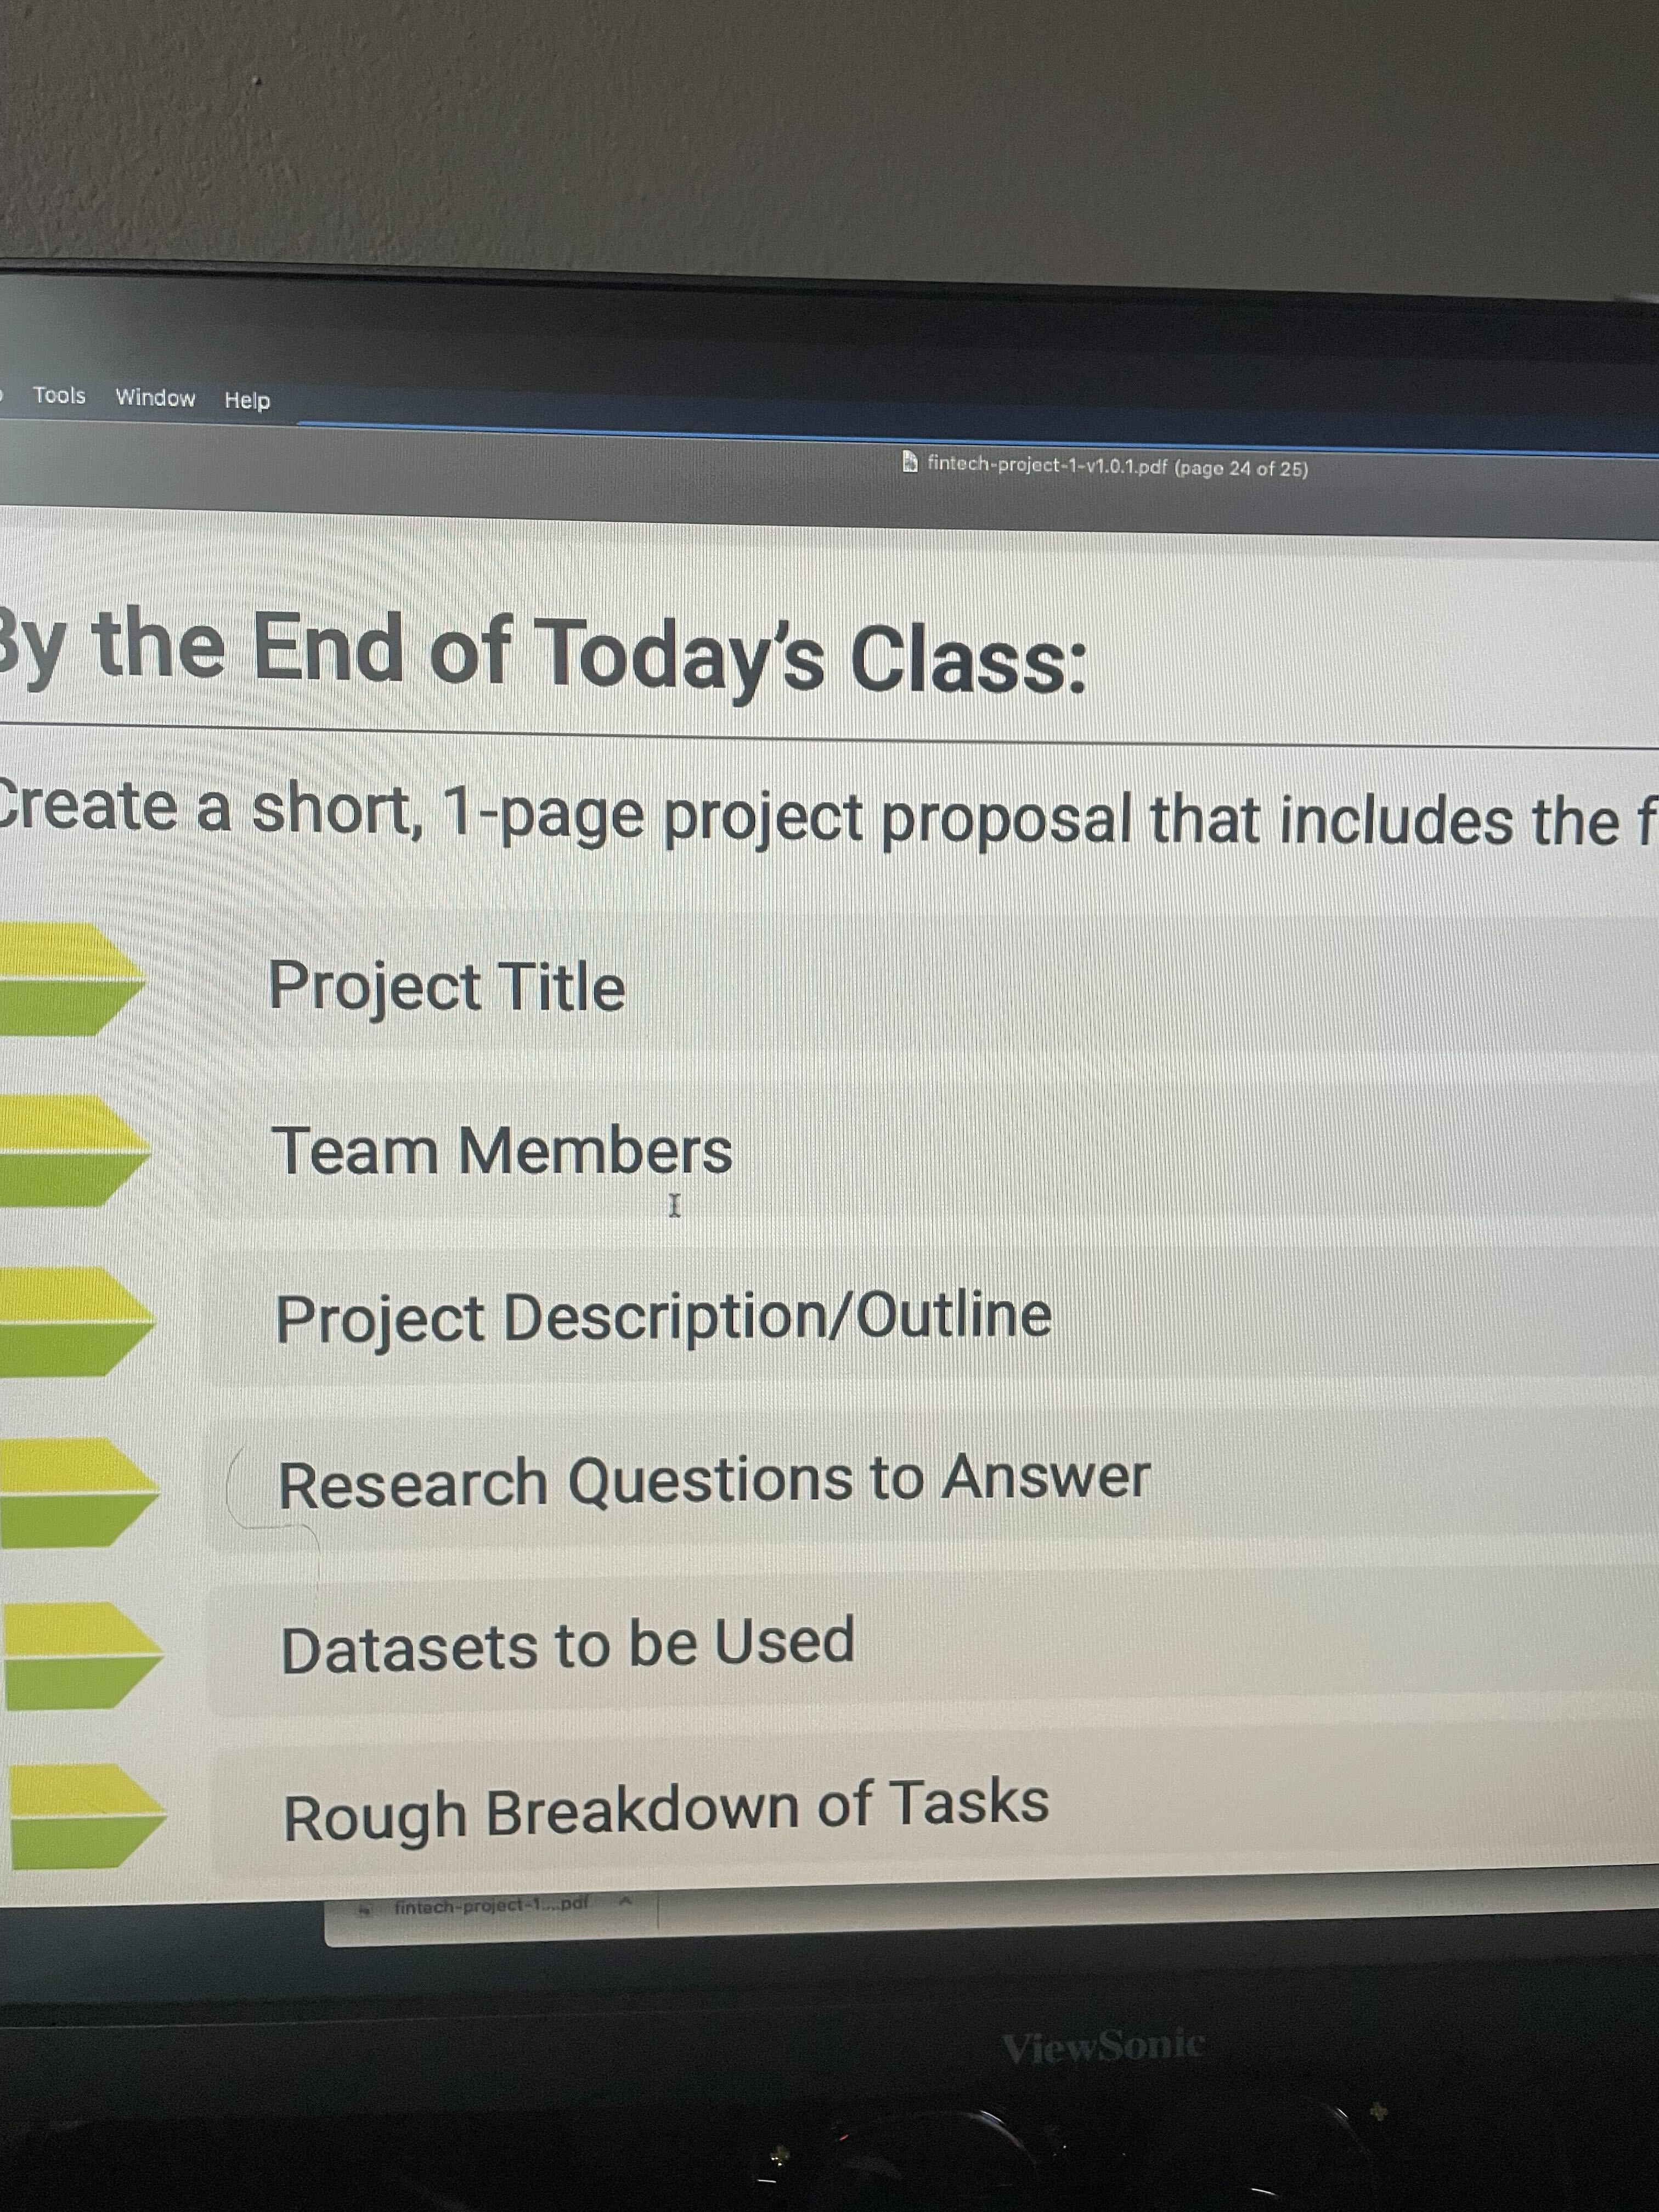 Tools Window Help
fintech-project-1-v1.0.1.pdf (page 24 of 25)
By the End of Today's Class:
Create a short, 1-page project proposal that includes the f
Project Title
Team Members
Project Description/Outline
Research Questions to Answer
Datasets to be Used
Rough Breakdown of Tasks
fintech-project-1....pdf
ViewSonic